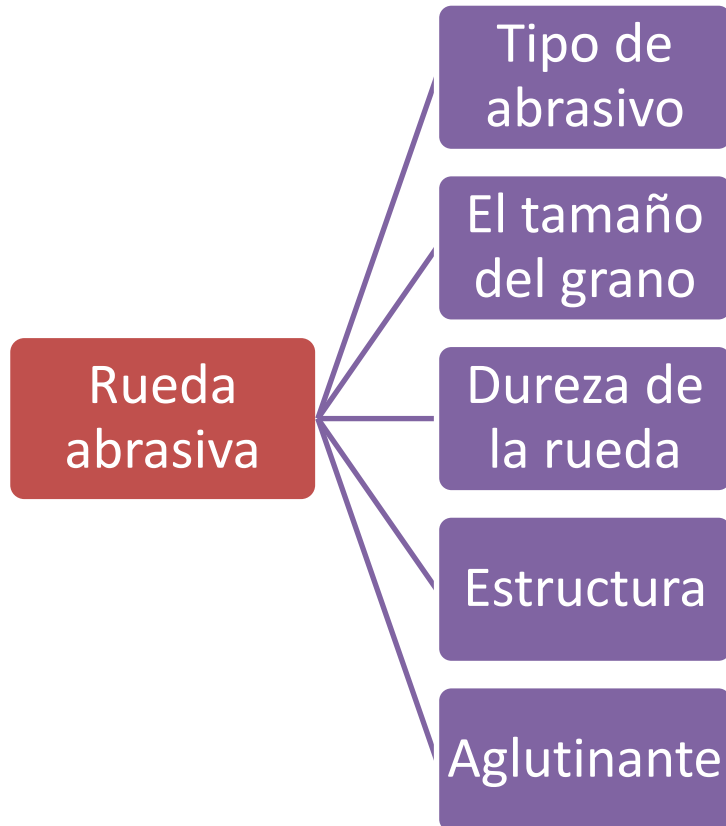 Rueda
abrasiva
Tipo de
abrasivo
El tamaño
del grano
Dureza de
la rueda
Estructura
Aglutinante